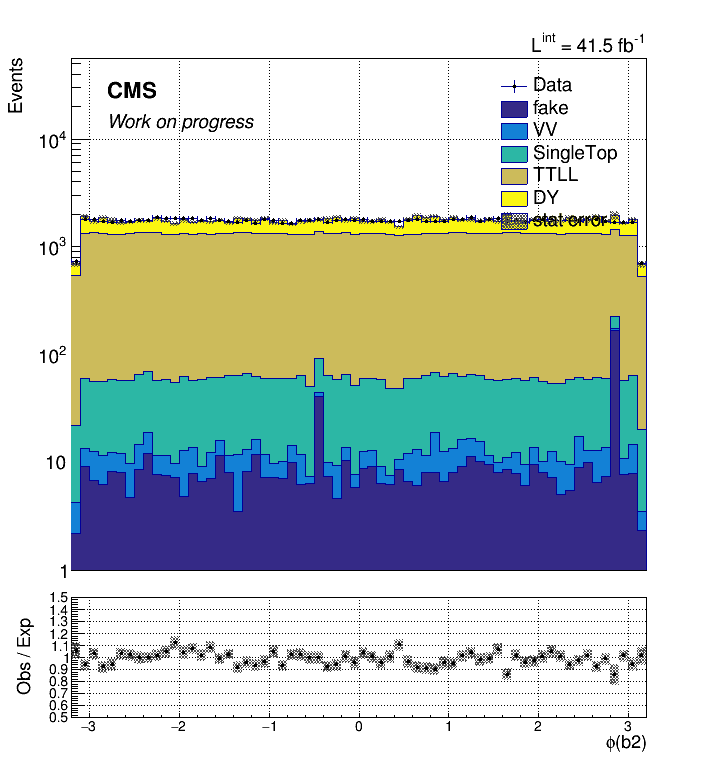 L^int = 41.5 fb^-1
Events
CMS
Work on progress
Data
fake
VV
SingleTop
TTLL
DY
stat error
10^4
10^3
10^2
10
1
Obs / Exp
1.5
1.4
1.3
1.2
1.1
1
0.9
0.8
0.7
0.6
0.5
−3 −2 −1 0 1 2 3
ϕ(b2)